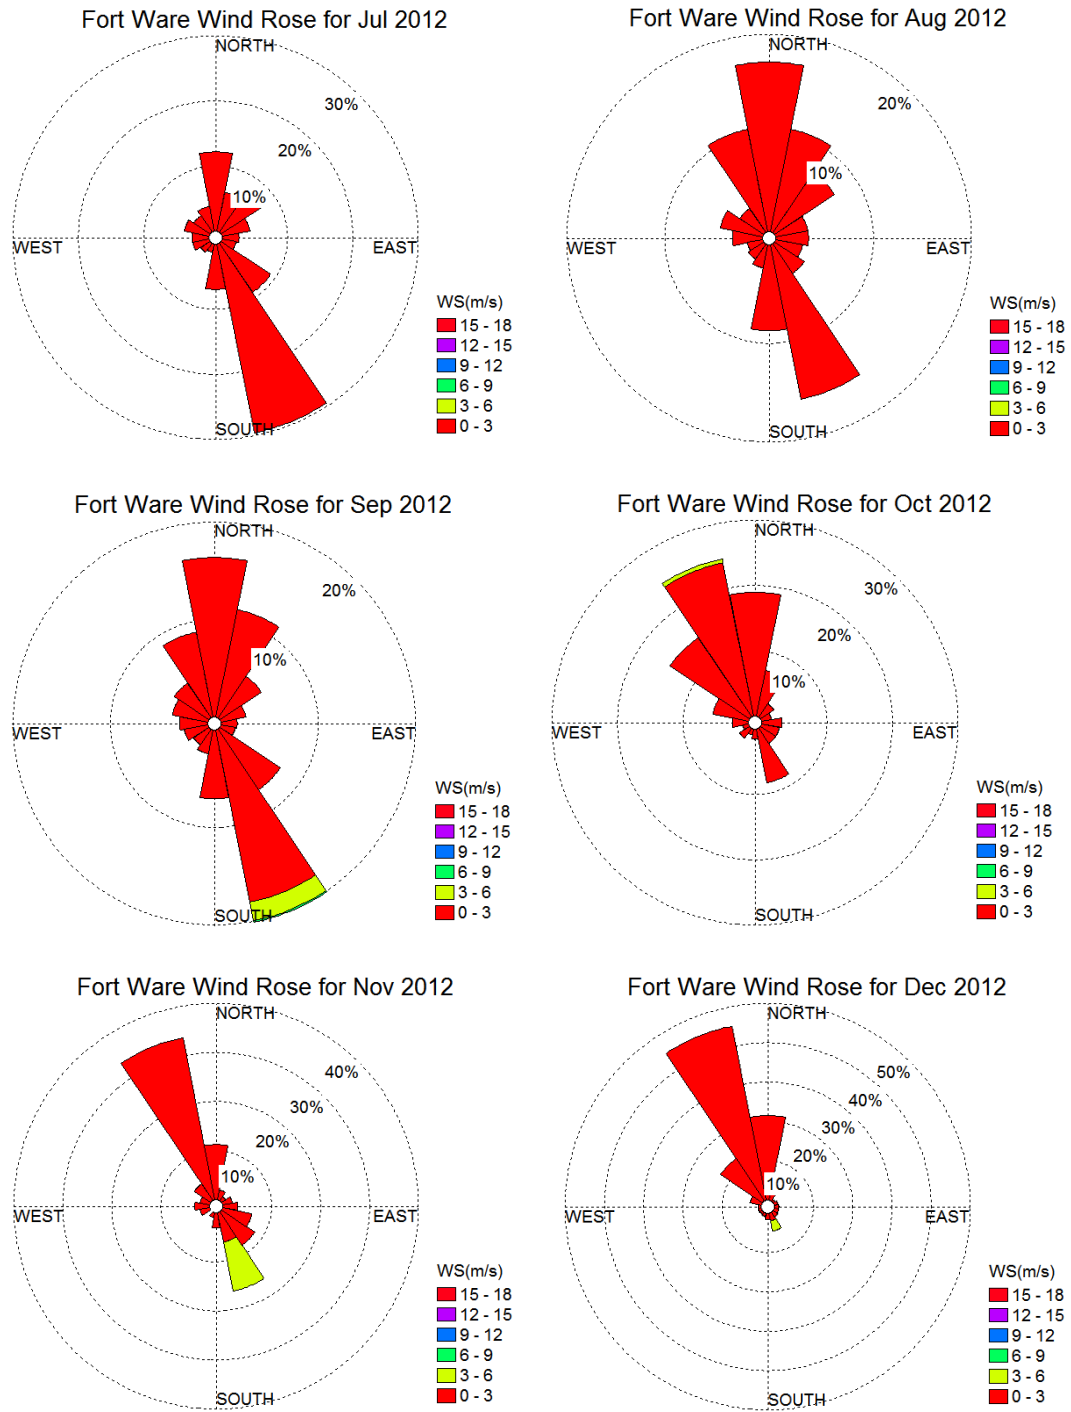 Fort Ware Wind Rose for Jul 2012
NORTH
30%
20%
10%
WEST
EAST
SOUTH
WS(m/s)
15 - 18
12 - 15
9 - 12
6 - 9
3 - 6
0 - 3
Fort Ware Wind Rose for Aug 2012
NORTH
20%
10%
WEST
EAST
SOUTH
WS(m/s)
15 - 18
12 - 15
9 - 12
6 - 9
3 - 6
0 - 3
Fort Ware Wind Rose for Sep 2012
NORTH
20%
10%
WEST
EAST
SOUTH
WS(m/s)
15 - 18
12 - 15
9 - 12
6 - 9
3 - 6
0 - 3
Fort Ware Wind Rose for Oct 2012
NORTH
30%
20%
10%
WEST
EAST
SOUTH
WS(m/s)
15 - 18
12 - 15
9 - 12
6 - 9
3 - 6
0 - 3
Fort Ware Wind Rose for Nov 2012
NORTH
40%
30%
20%
10%
WEST
EAST
SOUTH
WS(m/s)
15 - 18
12 - 15
9 - 12
6 - 9
3 - 6
0 - 3
Fort Ware Wind Rose for Dec 2012
NORTH
50%
40%
30%
20%
10%
WEST
EAST
SOUTH
WS(m/s)
15 - 18
12 - 15
9 - 12
6 - 9
3 - 6
0 - 3